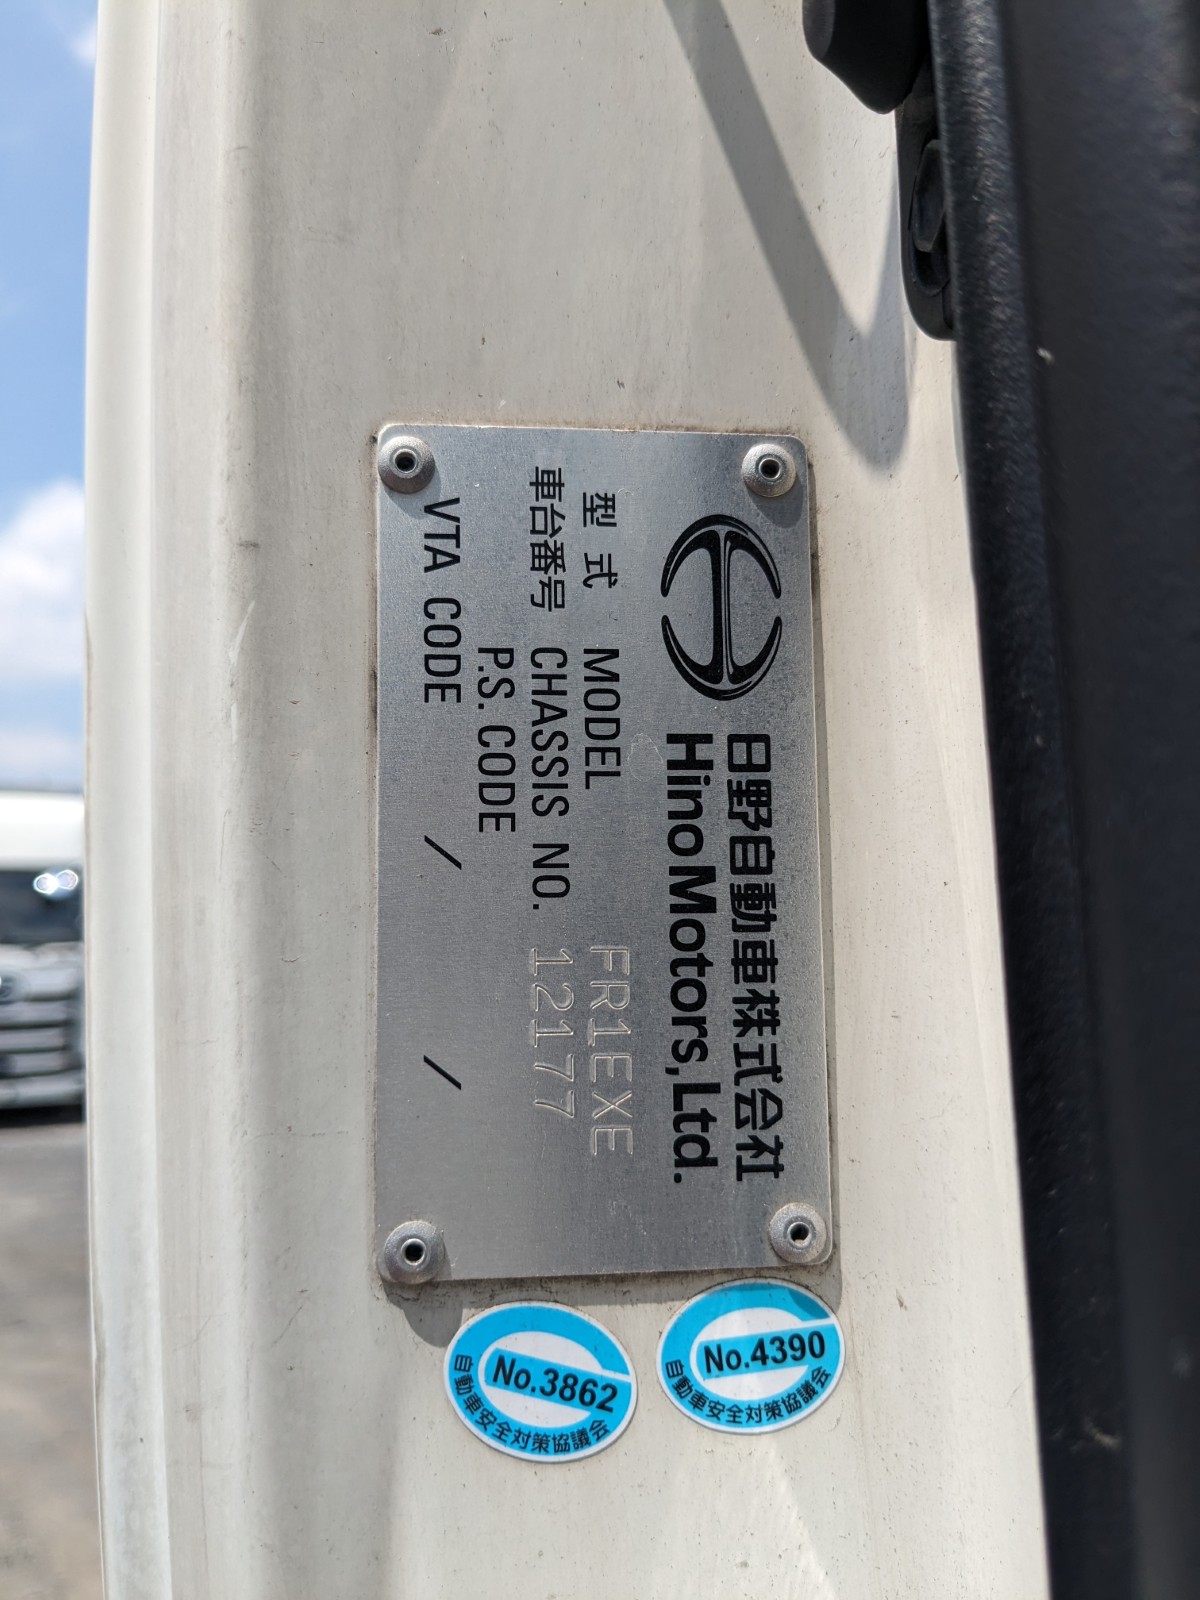 日野自動車株式会社
Hino Motors, Ltd.
型式 MODEL FR1EXE
車台番号 CHASSIS NO. 12177
P.S. CODE
VTA CODE / /
No.4390
自動車安全対策協議会
No.3862
自動車安全対策協議会